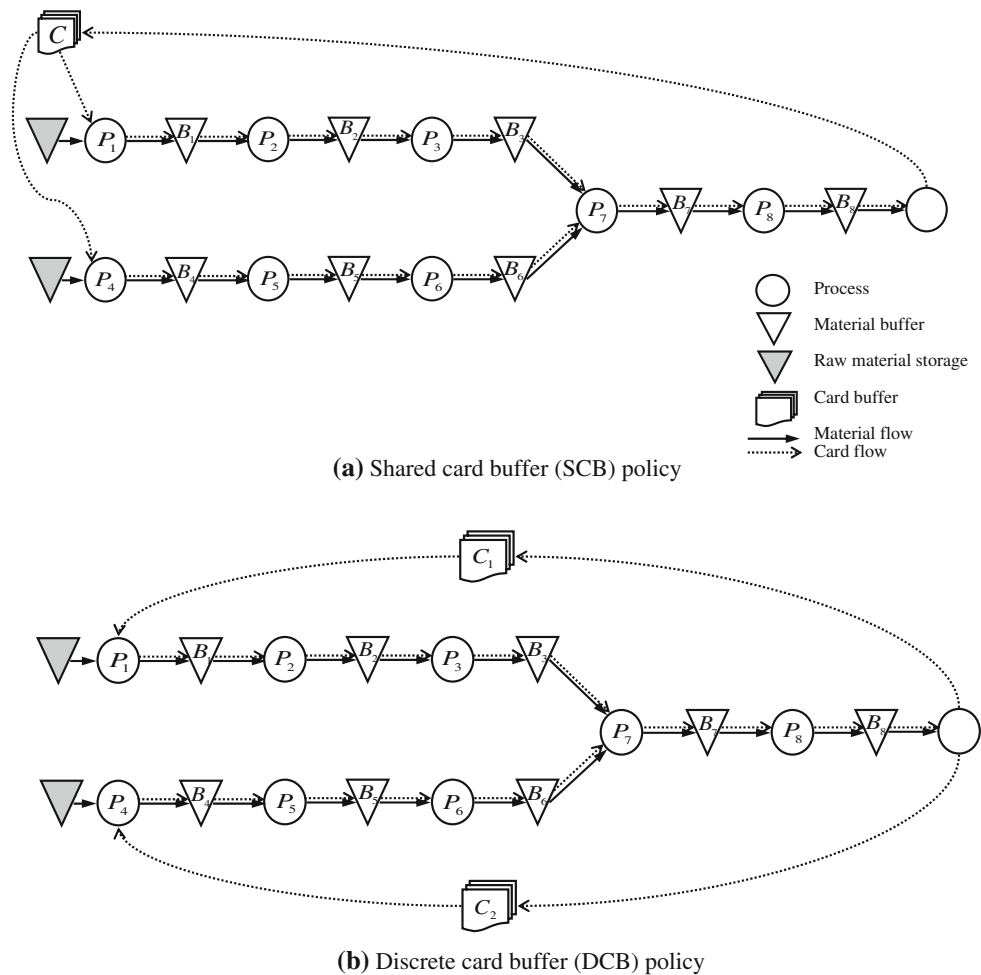 C
P₁ B₁ P₂ B₂ P₃ B₃
P₇ B₇ P₈ B₈
P₄ B₄ P₅ B₅ P₆ B₆
Process
Material buffer
Raw material storage
Card buffer
Material flow
Card flow
(a) Shared card buffer (SCB) policy
C₁
P₁ B₁ P₂ B₂ P₃ B₃
P₇ B₇ P₈ B₈
P₄ B₄ P₅ B₅ P₆ B₆
C₂
(b) Discrete card buffer (DCB) policy